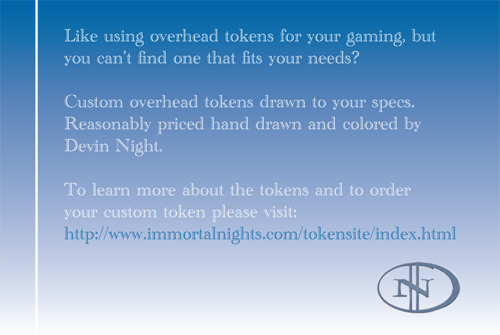 Like using overhead tokens for your gaming, but
you can't find one that fits your needs?
Custom overhead tokens drawn to your specs.
Reasonably priced hand drawn and colored by
Devin Night.
To learn more about the tokens and to order
your custom token please visit:
http://www.immortalnights.com/tokensite/index.html